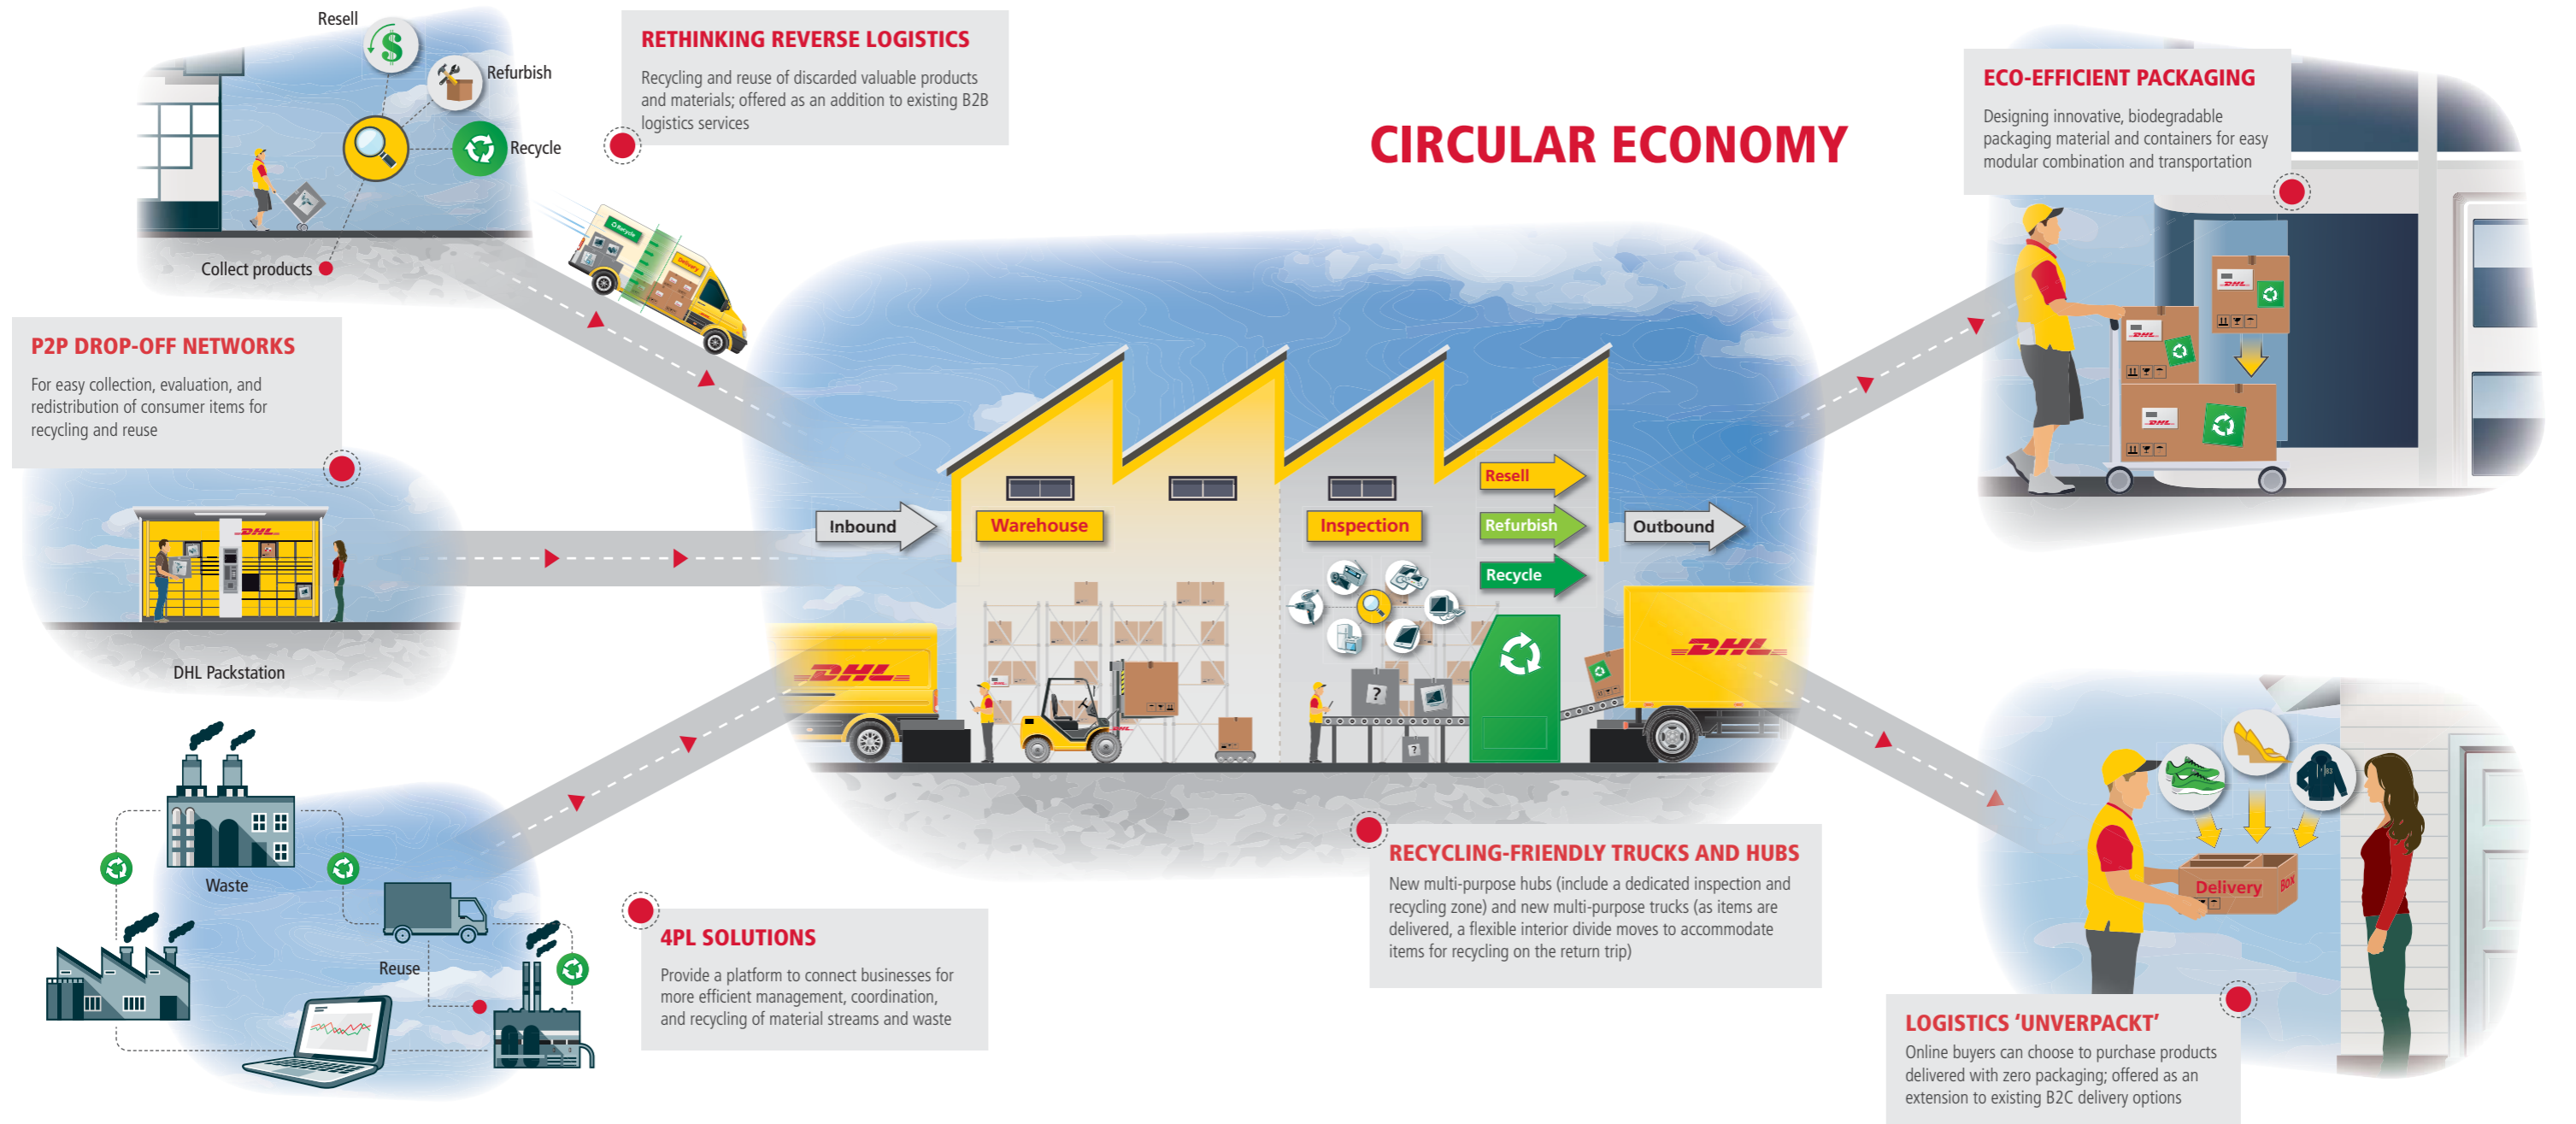 Resell
Refurbish
Recycle
Collect products
RETHINKING REVERSE LOGISTICS
Recycling and reuse of discarded valuable products
and materials; offered as an addition to existing B2B
logistics services
Recycle
Delivery
CIRCULAR ECONOMY
ECO-EFFICIENT PACKAGING
Designing innovative, biodegradable
packaging material and containers for easy
modular combination and transportation
DHL
DHL
DHL
P2P DROP-OFF NETWORKS
For easy collection, evaluation, and
redistribution of consumer items for
recycling and reuse
DHL
DHL Packstation
Inbound
Warehouse
Inspection
Resell
Refurbish
Recycle
Outbound
DHL
DHL
?
?
Waste
Reuse
4PL SOLUTIONS
Provide a platform to connect businesses for
more efficient management, coordination,
and recycling of material streams and waste
RECYCLING-FRIENDLY TRUCKS AND HUBS
New multi-purpose hubs (include a dedicated inspection and
recycling zone) and new multi-purpose trucks (as items are
delivered, a flexible interior divide moves to accommodate
items for recycling on the return trip)
Delivery
BOX
LOGISTICS ‘UNVERPACKT’
Online buyers can choose to purchase products
delivered with zero packaging; offered as an
extension to existing B2C delivery options